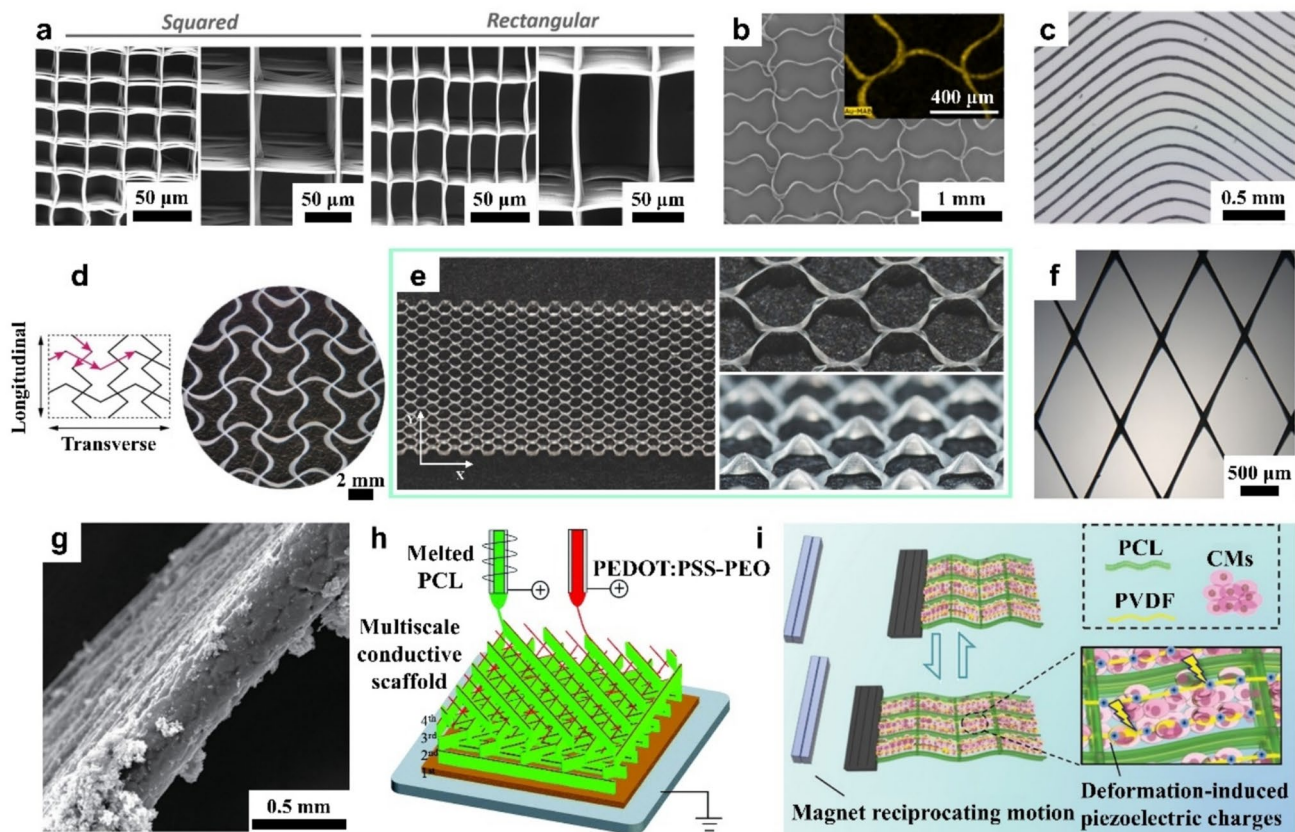 Squared
Rectangular
a
50 µm
50 µm
50 µm
50 µm
b
Au-MAB
400 µm
1 mm
c
0.5 mm
d
Longitudinal
Transverse
2 mm
e
y
x
f
500 µm
g
0.5 mm
h
Melted
PCL
PEDOT:PSS-PEO
Multiscale
conductive
scaffold
4th
3rd
2nd
1st
i
PCL
PVDF
CMs
Magnet reciprocating motion
Deformation-induced
piezoelectric charges